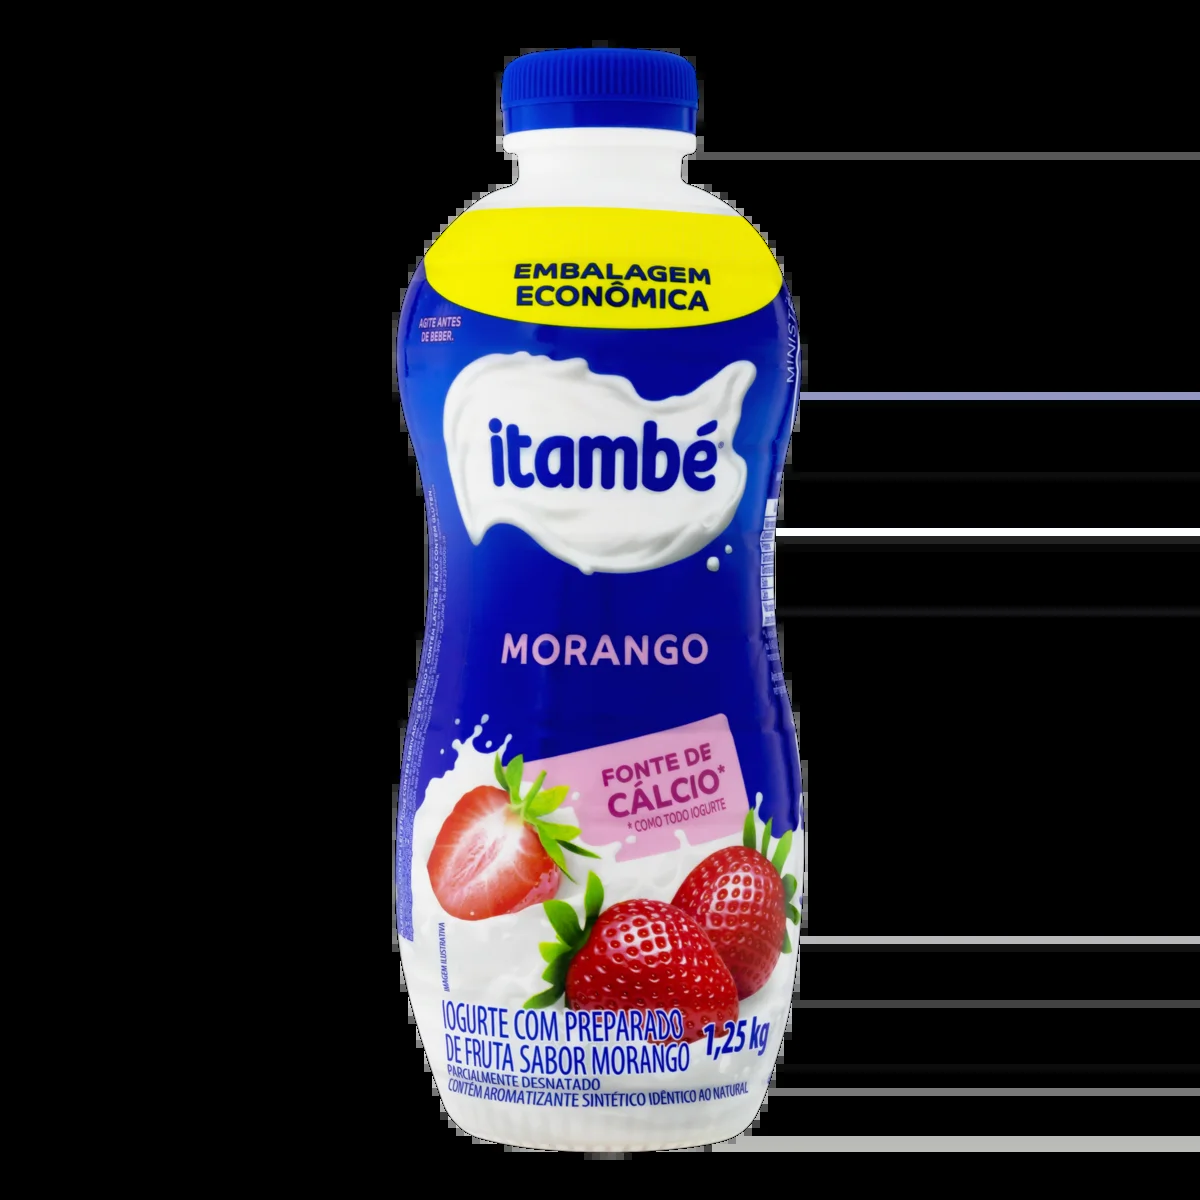 EMBALAGEM
ECONÔMICA
AGITE ANTES
DE BEBER.
itambé
MORANGO
FONTE DE
CÁLCIO*
* COMO TODO IOGURTE
IMAGEM ILUSTRATIVA
IOGURTE COM PREPARADO
DE FRUTA SABOR MORANGO
1,25 kg
PARCIALMENTE DESNATADO
CONTÉM AROMATIZANTE SINTÉTICO IDÊNTICO AO NATURAL